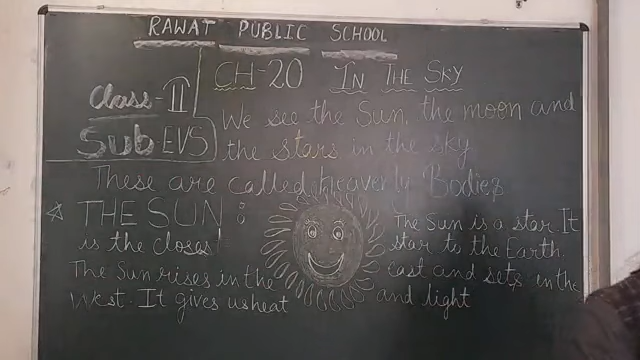 RAWAT PUBLIC SCHOOL
Class-II
Sub EVS
CH-20 IN THE SKY
We see the Sun, the moon and
the stars in the sky
These are called heavenly Bodies
☆ THE SUN : The Sun is a star. It
is the closest star to the Earth.
The Sun rises in the east and sets in the
West. It gives us heat and light